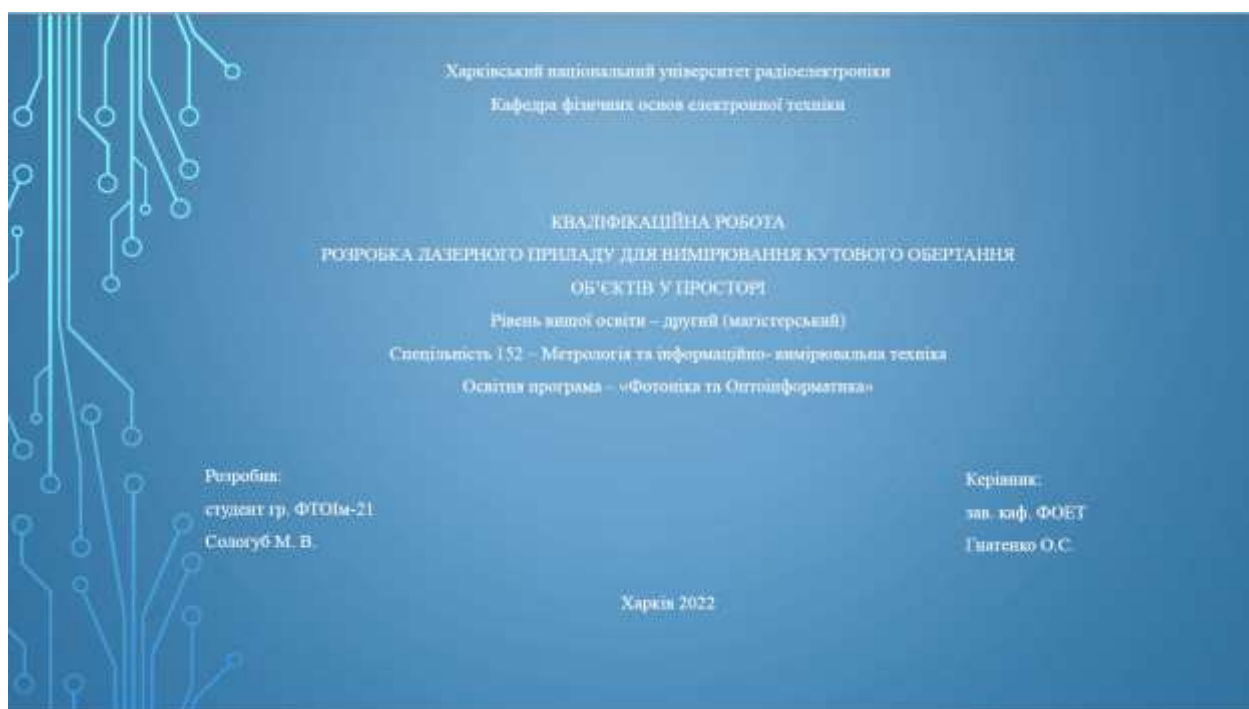 Харківський національний університет радіоелектроніки
Кафедра фізичних основ електронної техніки
КВАЛІФІКАЦІЙНА РОБОТА
РОЗРОБКА ЛАЗЕРНОГО ПРИЛАДУ ДЛЯ ВИМІРЮВАННЯ КУТОВОГО ОБЕРТАННЯ
ОБ’ЄКТІВ У ПРОСТОРІ
Рівень вищої освіти – другий (магістерський)
Спеціальність 152 – Метрологія та інформаційно- вимірювальна техніка
Освітня програма – «Фотоніка та Оптоінформатика»
Розробив:
студент гр. ФТОІм-21
Сологуб М. В.
Керівник:
зав. каф. ФОЕТ
Гнатенко О.С.
Харків 2022